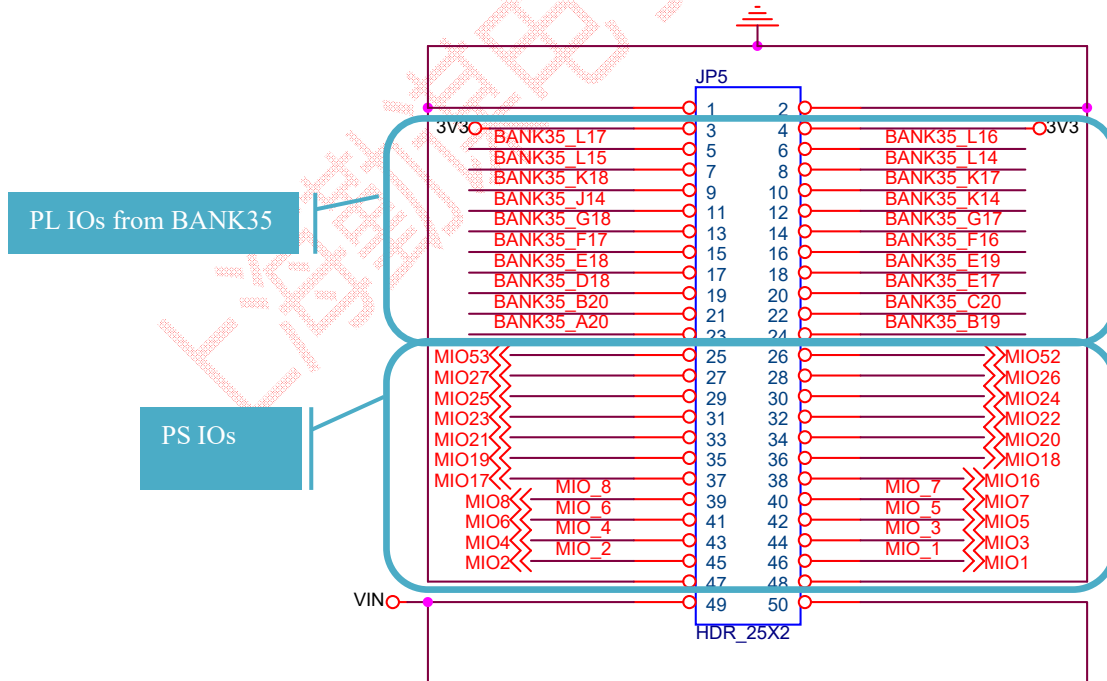 JP5
1 2
3V3 3 4 3V3
BANK35_L17 BANK35_L16
5 6
BANK35_L15 BANK35_L14
7 8
BANK35_K18 BANK35_K17
9 10
BANK35_J14 BANK35_K14
11 12
BANK35_G18 BANK35_G17
13 14
BANK35_F17 BANK35_F16
15 16
BANK35_E18 BANK35_E19
17 18
BANK35_D18 BANK35_E17
19 20
BANK35_B20 BANK35_C20
21 22
BANK35_A20 BANK35_B19
23 24
PL IOs from BANK35
MIO53 25 26 MIO52
MIO27 27 28 MIO26
MIO25 29 30 MIO24
MIO23 31 32 MIO22
MIO21 33 34 MIO20
MIO19 35 36 MIO18
MIO17 37 38 MIO16
MIO8 MIO_8 39 40 MIO_7 MIO7
MIO6 MIO_6 41 42 MIO_5 MIO5
MIO4 MIO_4 43 44 MIO_3 MIO3
MIO2 MIO_2 45 46 MIO_1 MIO1
PS IOs
47 48
VIN 49 50
HDR_25X2